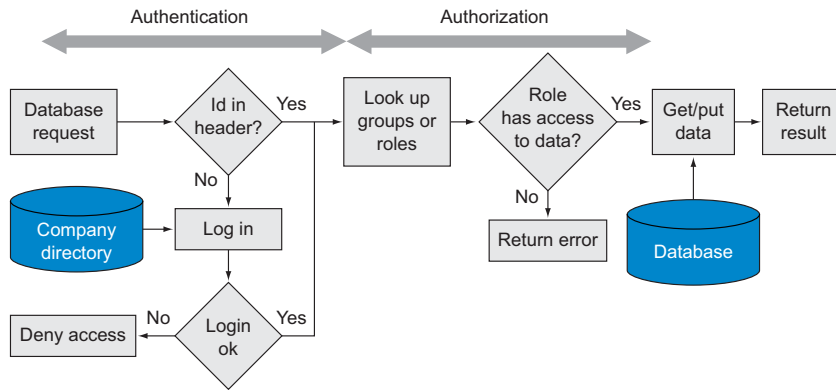 Authentication
Authorization
Database
request
Id in
header?
Yes
Look up
groups or
roles
Role
has access
to data?
Yes
Get/put
data
Return
result
No
No
Company
directory
Log in
Return error
Database
Deny access
No
Login
ok
Yes